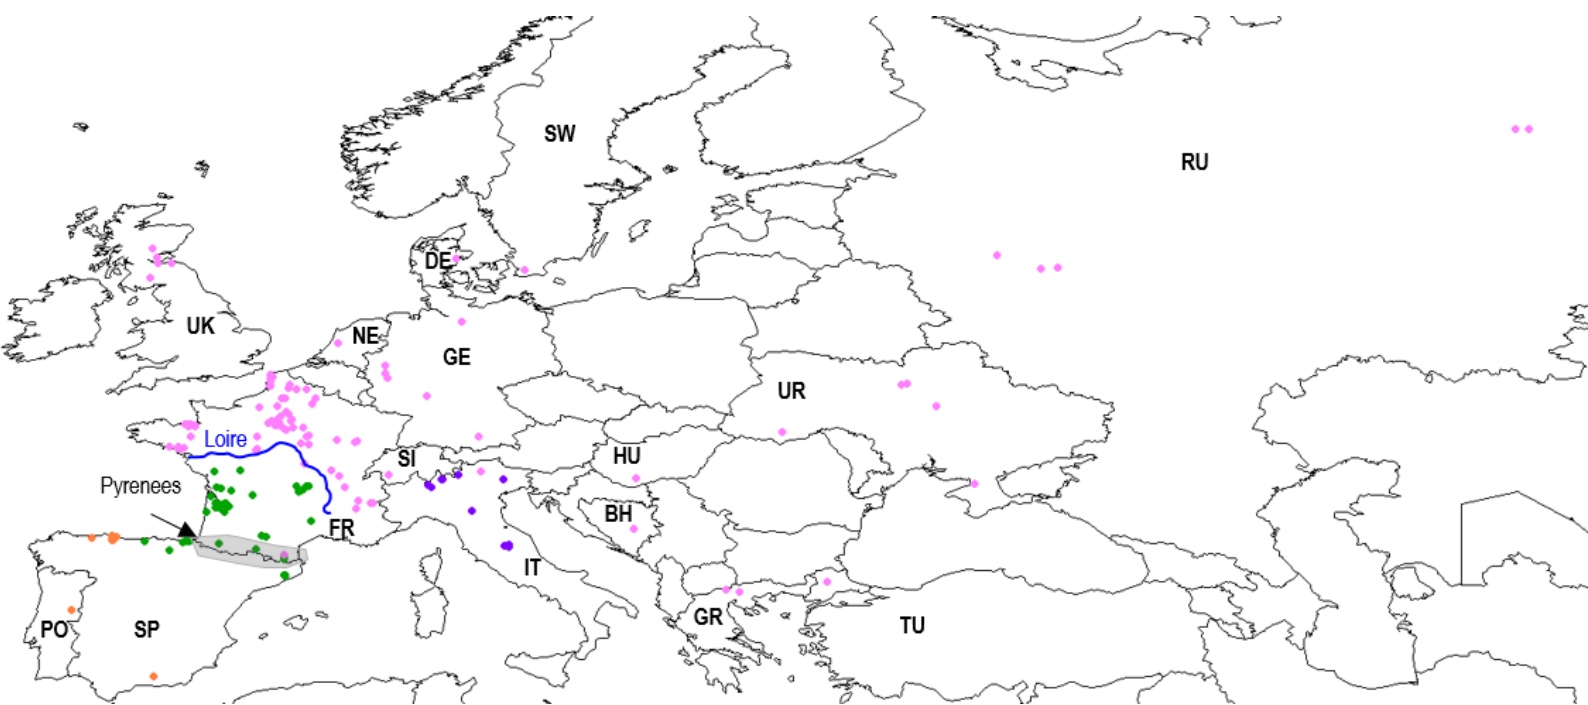 SW
RU
DE
UK
NE
GE
UR
Loire
SI
HU
Pyrenees
BH
FR
IT
GR
PO
SP
TU